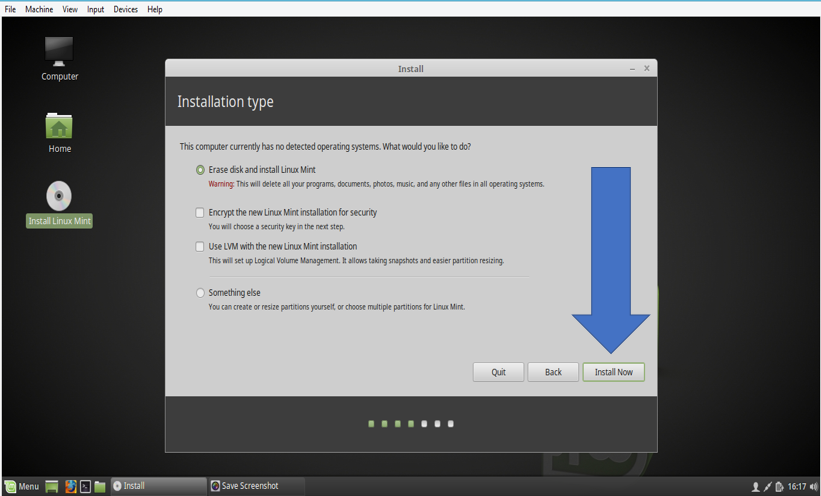 File Machine View Input Devices Help
Computer
Home
Install Linux Mint
Install
Installation type
This computer currently has no detected operating systems. What would you like to do?
Erase disk and install Linux Mint
Warning: This will delete all your programs, documents, photos, music, and any other files in all operating systems.
Encrypt the new Linux Mint installation for security
You will choose a security key in the next step.
Use LVM with the new Linux Mint installation
This will set up Logical Volume Management. It allows taking snapshots and easier partition resizing.
Something else
You can create or resize partitions yourself, or choose multiple partitions for Linux Mint.
Quit Back Install Now
Menu Install Save Screenshot 16:17